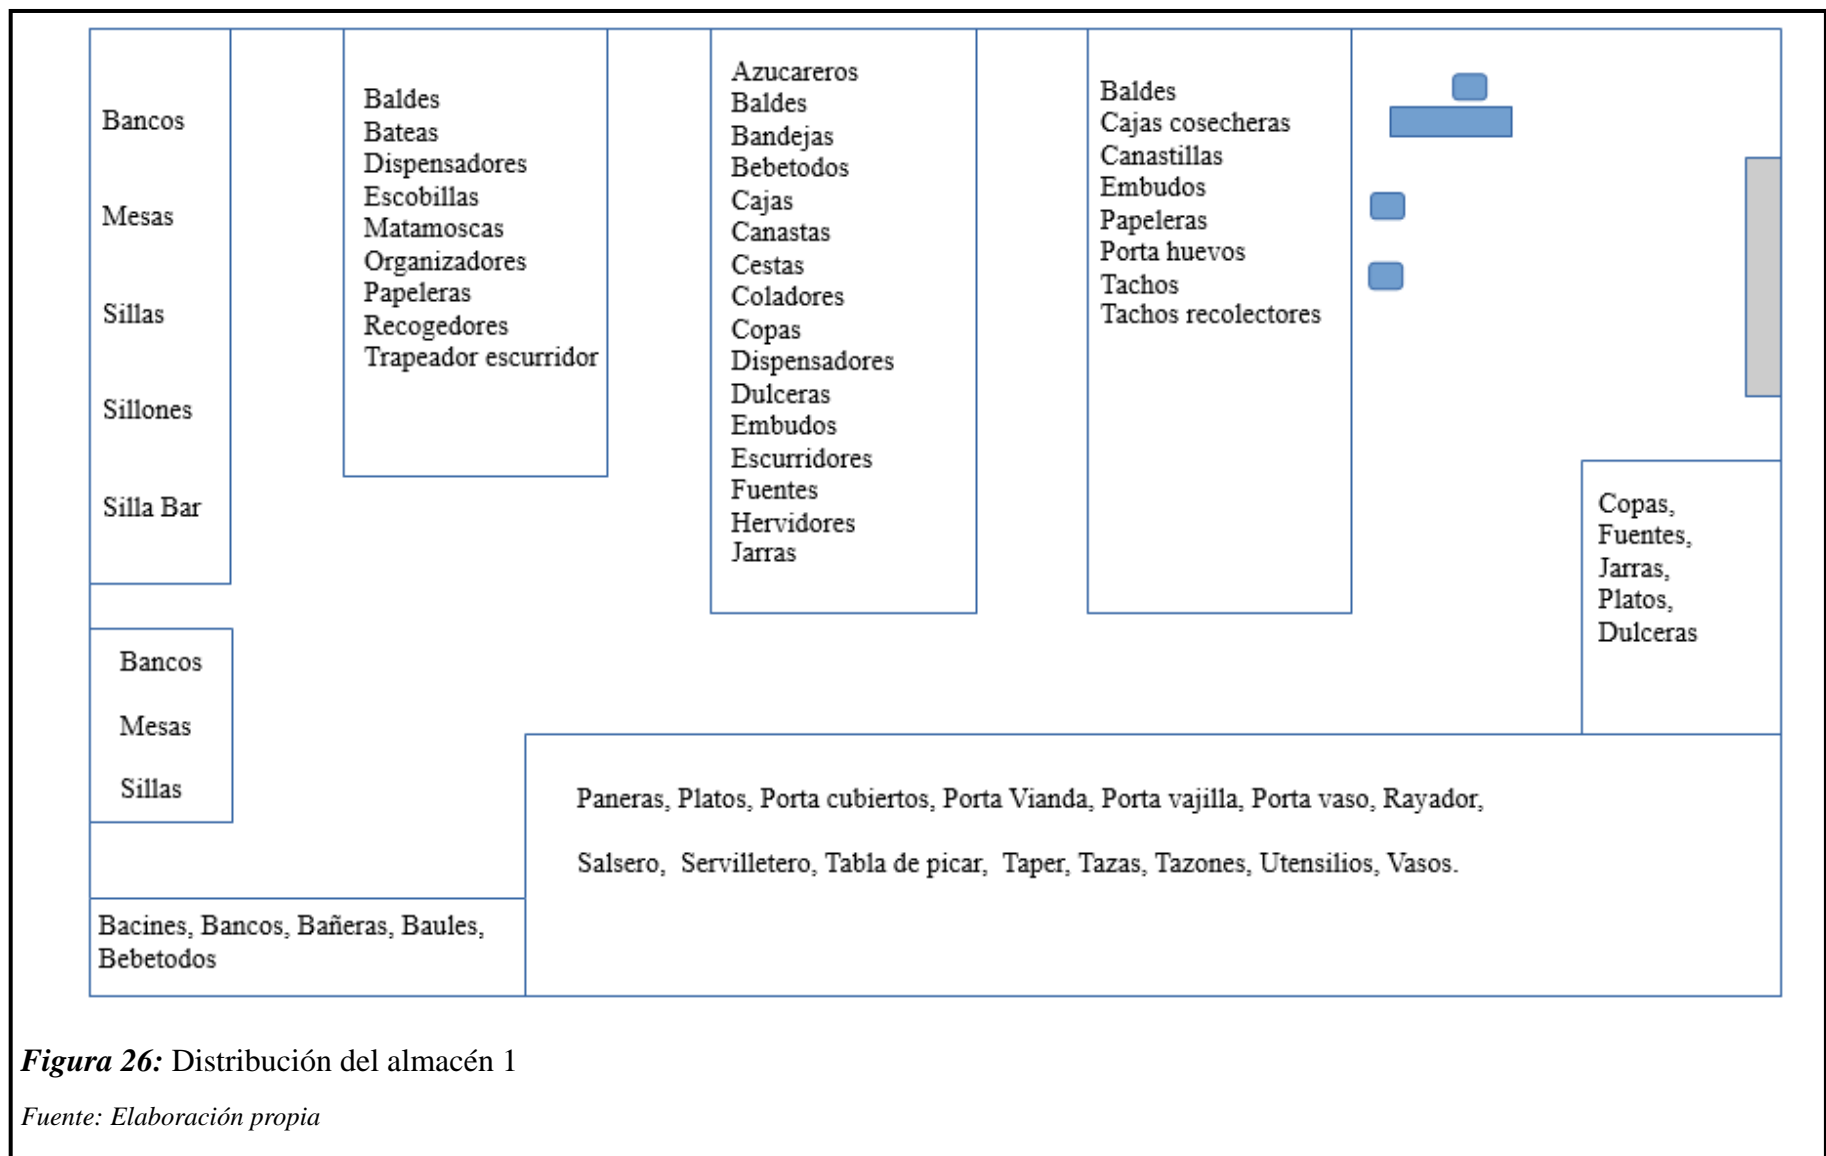 Bancos
Mesas
Sillas
Sillones
Silla Bar
Baldes
Bateas
Dispensadores
Escobillas
Matamoscas
Organizadores
Papeleras
Recogedores
Trapeador escurridor
Azucareros
Baldes
Bandejas
Bebetodos
Cajas
Canastas
Cestas
Coladores
Copas
Dispensadores
Dulceras
Embudos
Escurridores
Fuentes
Hervidores
Jarras
Baldes
Cajas cosecheras
Canastillas
Embudos
Papeleras
Porta huevos
Tachos
Tachos recolectores
Copas,
Fuentes,
Jarras,
Platos,
Dulceras
Bancos
Mesas
Sillas
Paneras, Platos, Porta cubiertos, Porta Vianda, Porta vajilla, Porta vaso, Rayador,
Salsero, Servilletero, Tabla de picar, Taper, Tazas, Tazones, Utensilios, Vasos.
Bacines, Bancos, Bañeras, Baules,
Bebetodos
Figura 26: Distribución del almacén 1
Fuente: Elaboración propia